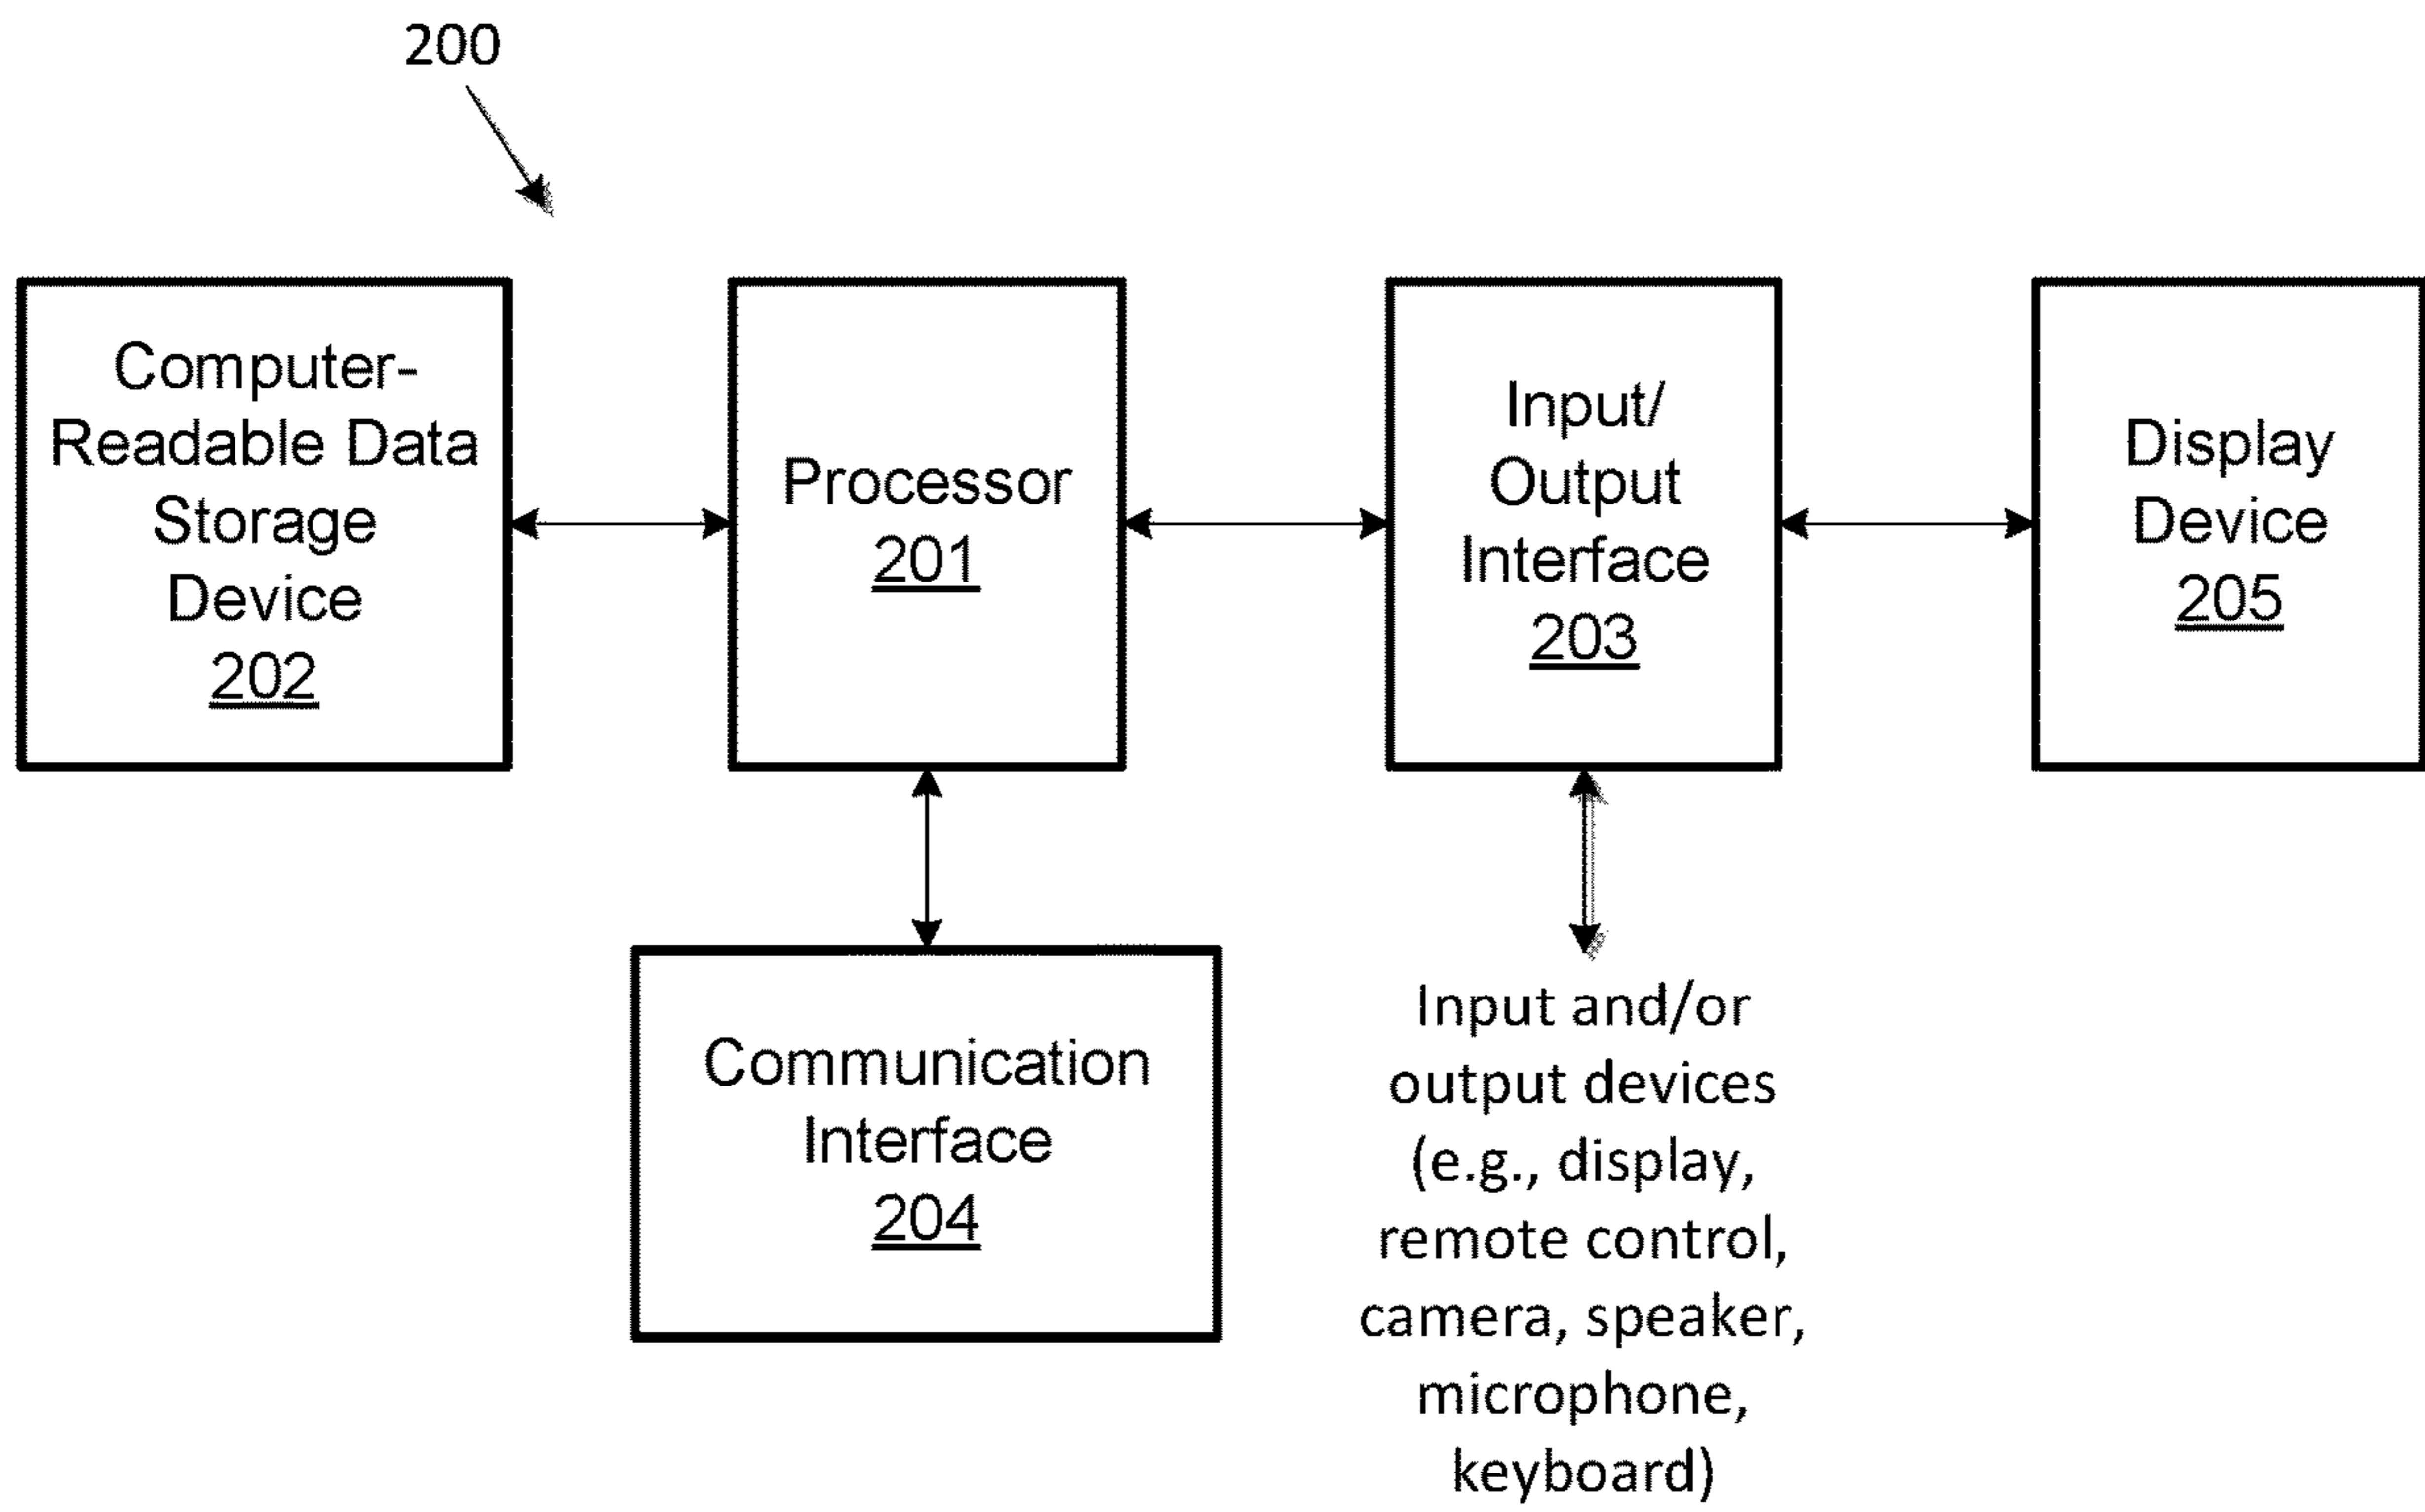 200
Computer-
Readable Data
Storage
Device
202
Processor
201
Input/
Output
Interface
203
Display
Device
205
Communication
Interface
204
Input and/or
output devices
(e.g., display,
remote control,
camera, speaker,
microphone,
keyboard)